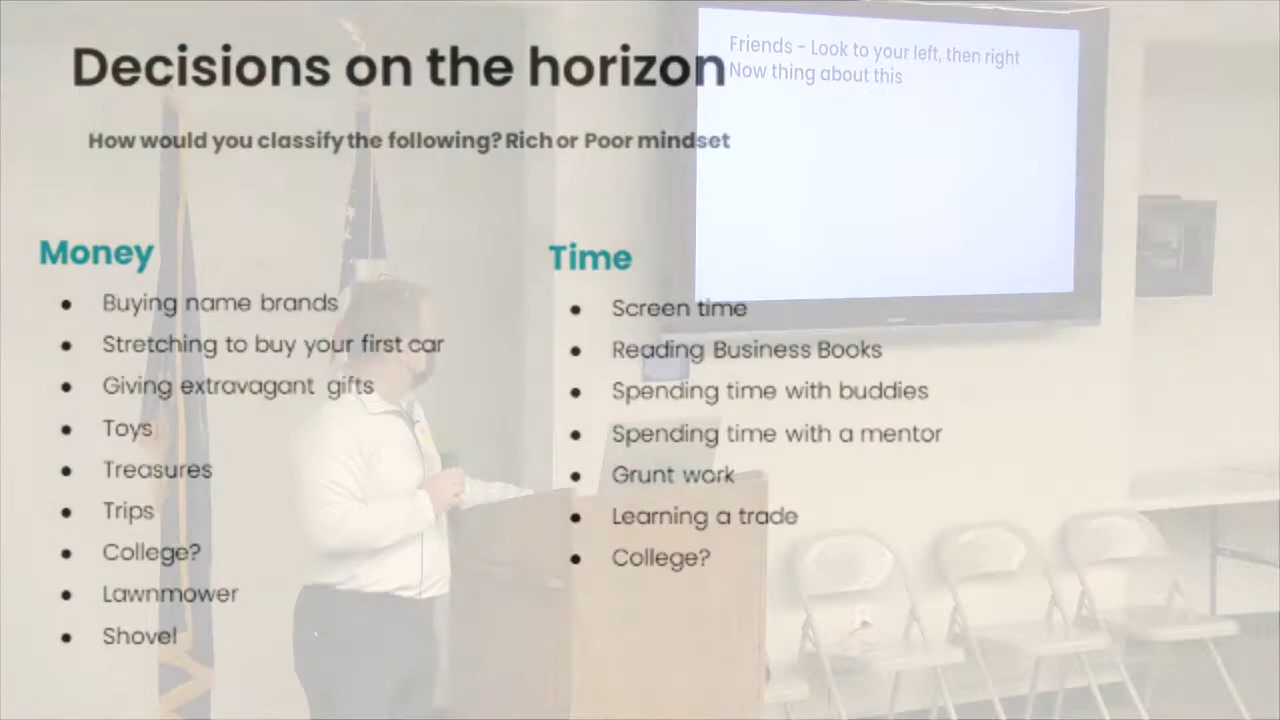 Decisions on the horizon
Friends - Look to your left, then right
Now thing about this
How would you classify the following? Rich or Poor mindset
Money
• Buying name brands
• Stretching to buy your first car
• Giving extravagant gifts
• Toys
• Treasures
• Trips
• College?
• Lawnmower
• Shovel
Time
• Screen time
• Reading Business Books
• Spending time with buddies
• Spending time with a mentor
• Grunt work
• Learning a trade
• College?